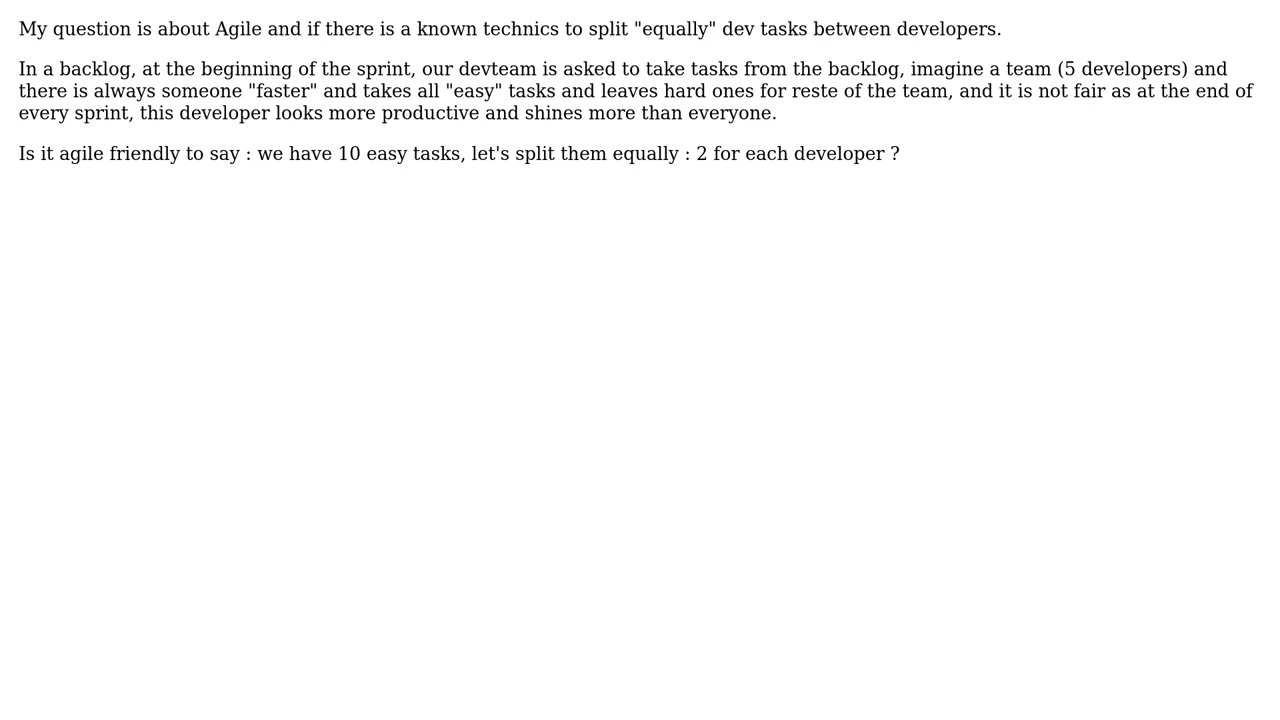 My question is about Agile and if there is a known technics to split "equally" dev tasks between developers.
In a backlog, at the beginning of the sprint, our devteam is asked to take tasks from the backlog, imagine a team (5 developers) and
there is always someone "faster" and takes all "easy" tasks and leaves hard ones for reste of the team, and it is not fair as at the end of
every sprint, this developer looks more productive and shines more than everyone.
Is it agile friendly to say : we have 10 easy tasks, let's split them equally : 2 for each developer ?